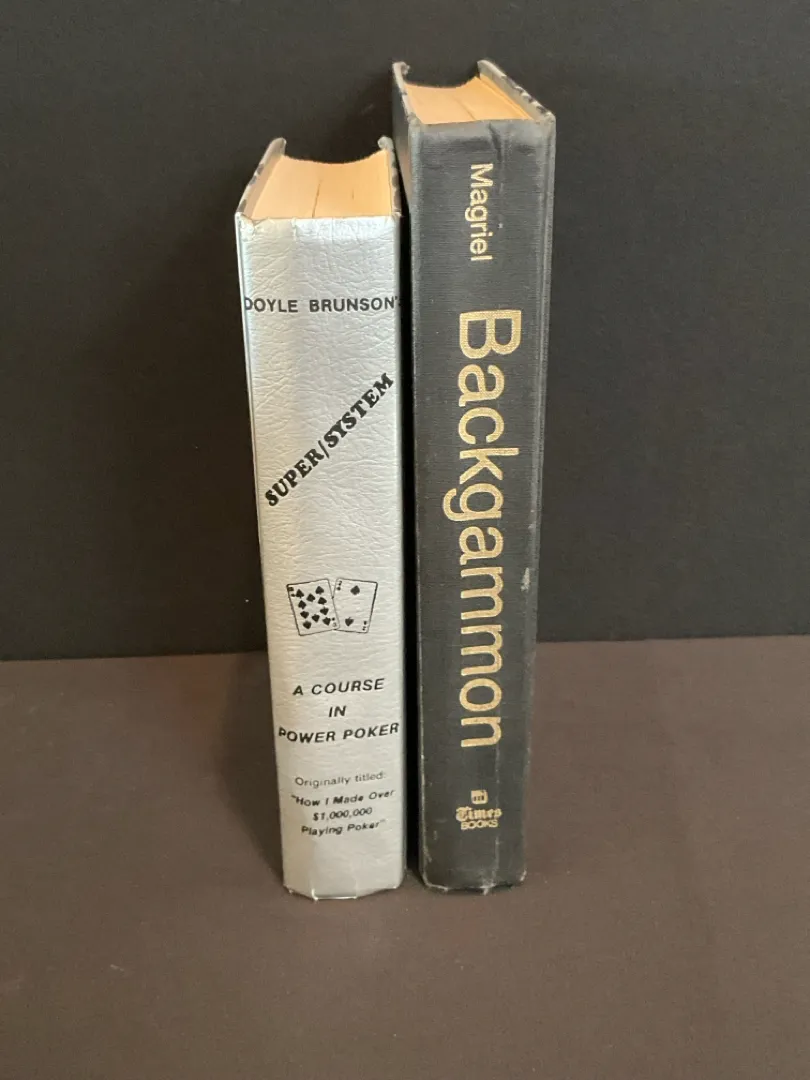 DOYLE BRUNSON'S
SUPER/SYSTEM
A COURSE
IN
POWER POKER
Originally titled:
"How I Made Over
$1,000,000
Playing Poker"
Magriel
Backgammon
Times
BOOKS